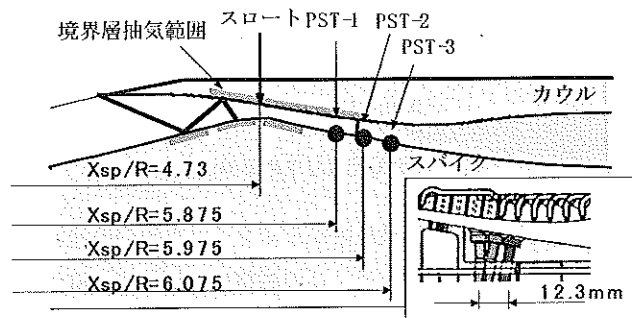 境界層抽気範囲
スロート
PST-1
PST-2
PST-3
カウル
スパイク
Xsp/R=4.73
Xsp/R=5.875
Xsp/R=5.975
Xsp/R=6.075
12.3mm